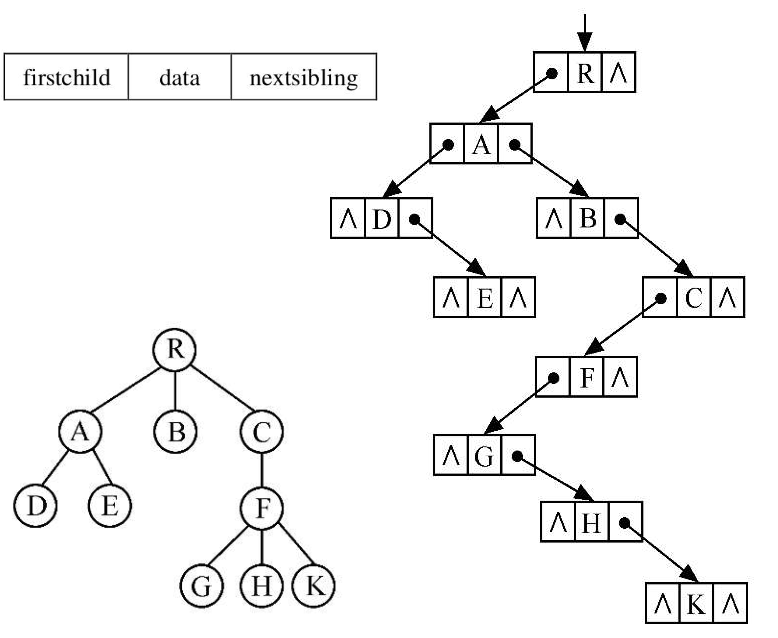 firstchild data nextsibling
R ∧
A
∧ D
∧ B
∧ E ∧
C ∧
F ∧
∧ G
∧ H
∧ K ∧
R
A B C
D E F
G H K